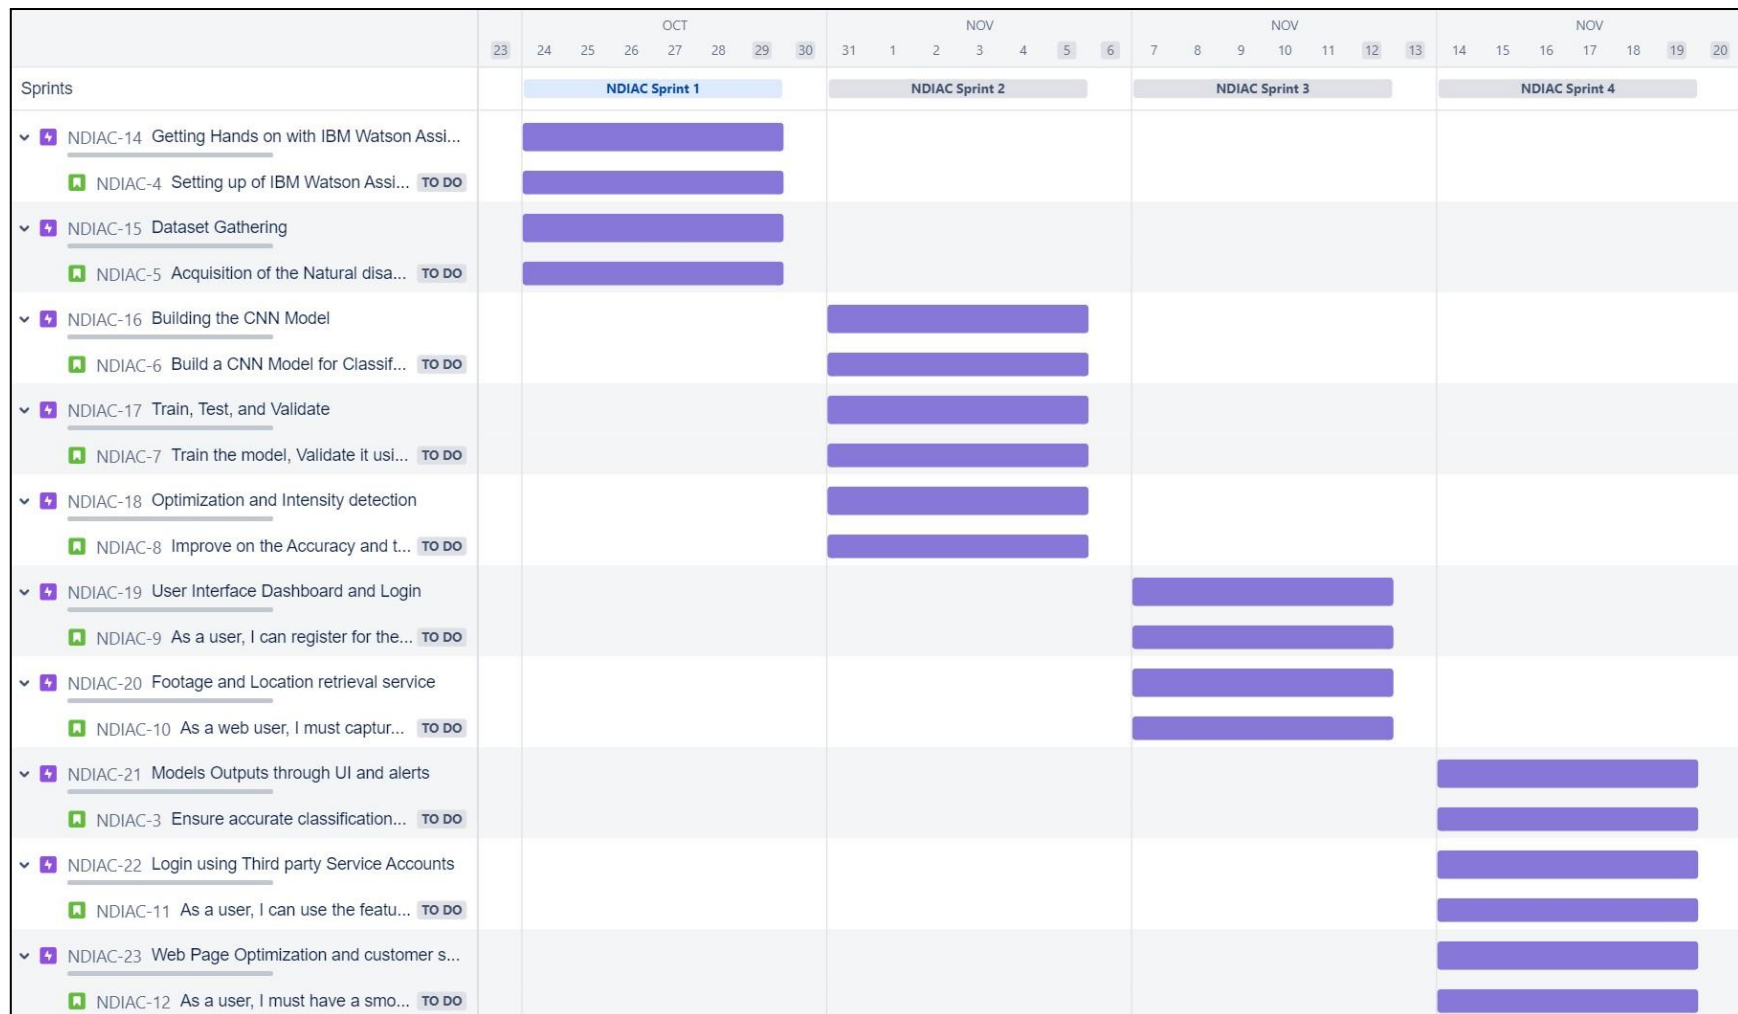 OCT NOV NOV NOV
23 24 25 26 27 28 29 30 31 1 2 3 4 5 6 7 8 9 10 11 12 13 14 15 16 17 18 19 20
Sprints NDIAC Sprint 1 NDIAC Sprint 2 NDIAC Sprint 3 NDIAC Sprint 4
NDIAC-14 Getting Hands on with IBM Watson Assi...
NDIAC-4 Setting up of IBM Watson Assi... TO DO
NDIAC-15 Dataset Gathering
NDIAC-5 Acquisition of the Natural disa... TO DO
NDIAC-16 Building the CNN Model
NDIAC-6 Build a CNN Model for Classif... TO DO
NDIAC-17 Train, Test, and Validate
NDIAC-7 Train the model, Validate it usi... TO DO
NDIAC-18 Optimization and Intensity detection
NDIAC-8 Improve on the Accuracy and t... TO DO
NDIAC-19 User Interface Dashboard and Login
NDIAC-9 As a user, I can register for the... TO DO
NDIAC-20 Footage and Location retrieval service
NDIAC-10 As a web user, I must captur... TO DO
NDIAC-21 Models Outputs through UI and alerts
NDIAC-3 Ensure accurate classification... TO DO
NDIAC-22 Login using Third party Service Accounts
NDIAC-11 As a user, I can use the featu... TO DO
NDIAC-23 Web Page Optimization and customer s...
NDIAC-12 As a user, I must have a smo... TO DO